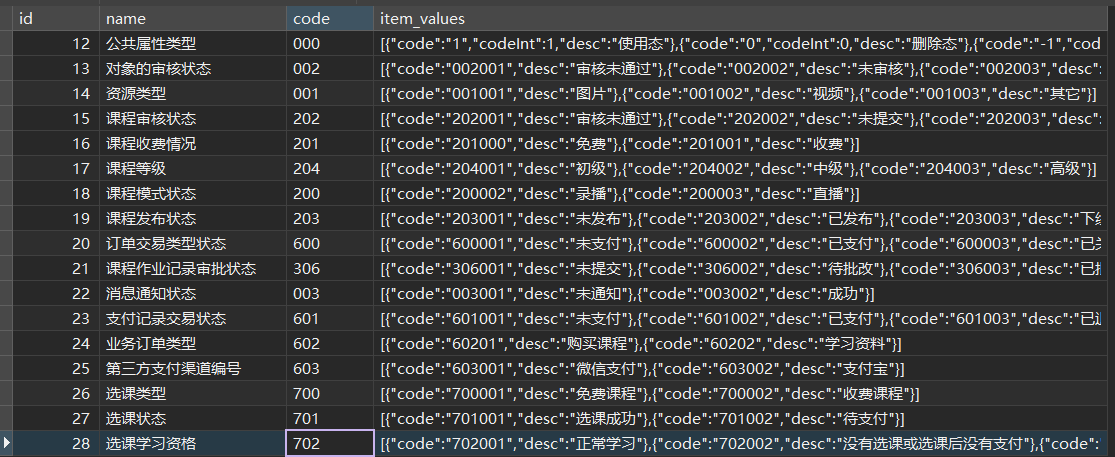 id name code item_values
12 公共属性类型 000 [{"code":"1","codeInt":1,"desc":"使用态"},{"code":"0","codeInt":0,"desc":"删除态"},{"code":"-1","cod
13 对象的审核状态 002 [{"code":"002001","desc":"审核未通过"},{"code":"002002","desc":"未审核"},{"code":"002003","desc":
14 资源类型 001 [{"code":"001001","desc":"图片"},{"code":"001002","desc":"视频"},{"code":"001003","desc":"其它"}]
15 课程审核状态 202 [{"code":"202001","desc":"审核未通过"},{"code":"202002","desc":"未提交"},{"code":"202003","desc":
16 课程收费情况 201 [{"code":"201000","desc":"免费"},{"code":"201001","desc":"收费"}]
17 课程等级 204 [{"code":"204001","desc":"初级"},{"code":"204002","desc":"中级"},{"code":"204003","desc":"高级"}]
18 课程模式状态 200 [{"code":"200002","desc":"录播"},{"code":"200003","desc":"直播"}]
19 课程发布状态 203 [{"code":"203001","desc":"未发布"},{"code":"203002","desc":"已发布"},{"code":"203003","desc":"下
20 订单交易类型状态 600 [{"code":"600001","desc":"未支付"},{"code":"600002","desc":"已支付"},{"code":"600003","desc":"已
21 课程作业记录审批状态 306 [{"code":"306001","desc":"未提交"},{"code":"306002","desc":"待批改"},{"code":"306003","desc":"已
22 消息通知状态 003 [{"code":"003001","desc":"未通知"},{"code":"003002","desc":"成功"}]
23 支付记录交易状态 601 [{"code":"601001","desc":"未支付"},{"code":"601002","desc":"已支付"},{"code":"601003","desc":"已
24 业务订单类型 602 [{"code":"60201","desc":"购买课程"},{"code":"60202","desc":"学习资料"}]
25 第三方支付渠道编号 603 [{"code":"603001","desc":"微信支付"},{"code":"603002","desc":"支付宝"}]
26 选课类型 700 [{"code":"700001","desc":"免费课程"},{"code":"700002","desc":"收费课程"}]
27 选课状态 701 [{"code":"701001","desc":"选课成功"},{"code":"701002","desc":"待支付"}]
28 选课学习资格 702 [{"code":"702001","desc":"正常学习"},{"code":"702002","desc":"没有选课或选课后没有支付"},{"code":